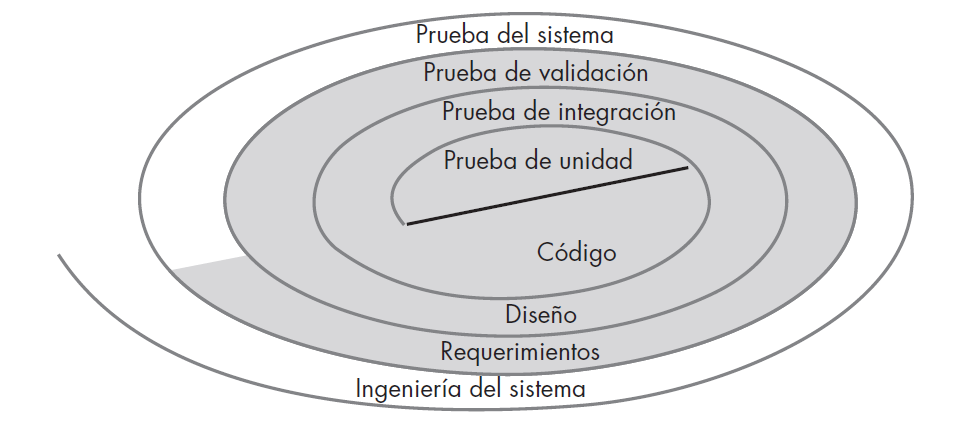 Prueba del sistema
Prueba de validación
Prueba de integración
Prueba de unidad
Código
Diseño
Requerimientos
Ingeniería del sistema